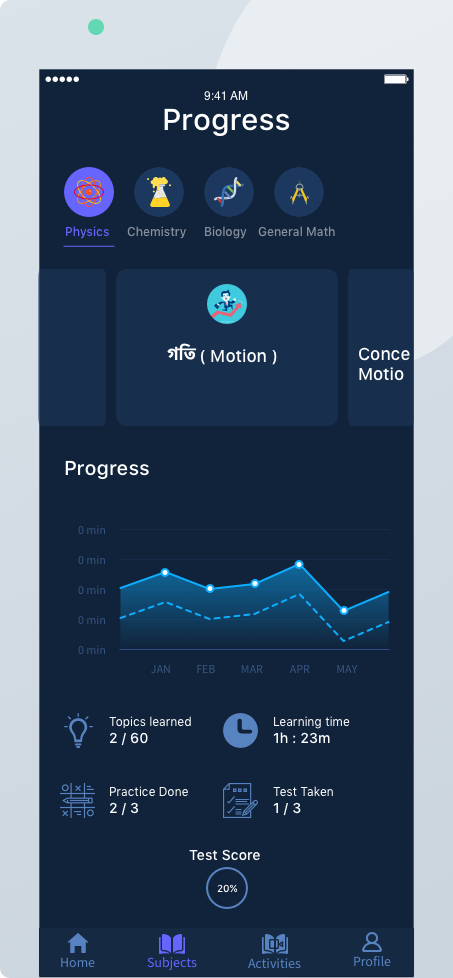 9:41 AM
Progress
Physics Chemistry Biology General Math
গতি ( Motion )
Conce
Motio
Progress
0 min
0 min
0 min
0 min
0 min
JAN FEB MAR APR MAY
Topics learned
2 / 60
Learning time
1h : 23m
Practice Done
2 / 3
Test Taken
1 / 3
Test Score
20%
Home Subjects Activities Profile